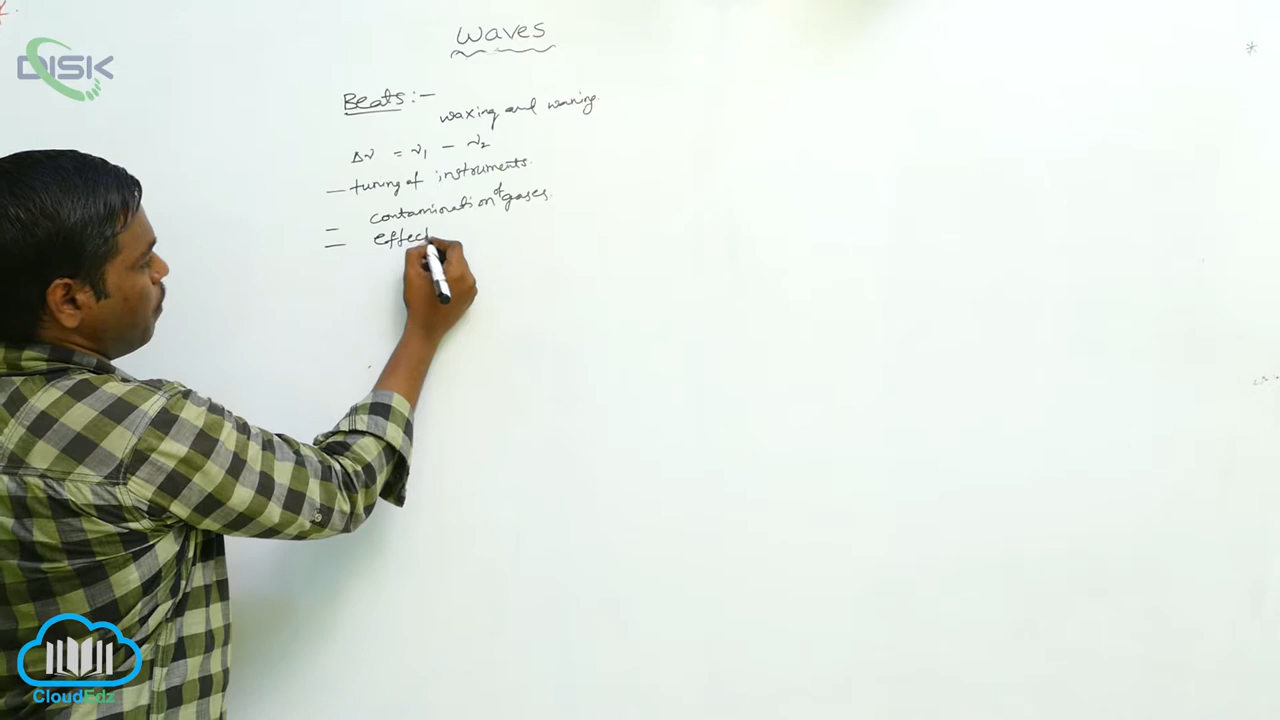 Waves
DISK
Beats :-
waxing and waning.
Δν = ν₁ - ν₂
— tuning of instruments.
= contamination of gases.
— effect
CloudEdz